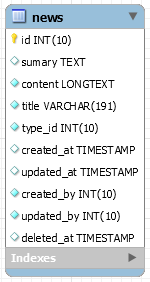 news
id INT(10)
sumary TEXT
content LONGTEXT
title VARCHAR(191)
type_id INT(10)
created_at TIMESTAMP
updated_at TIMESTAMP
created_by INT(10)
updated_by INT(10)
deleted_at TIMESTAMP
Indexes